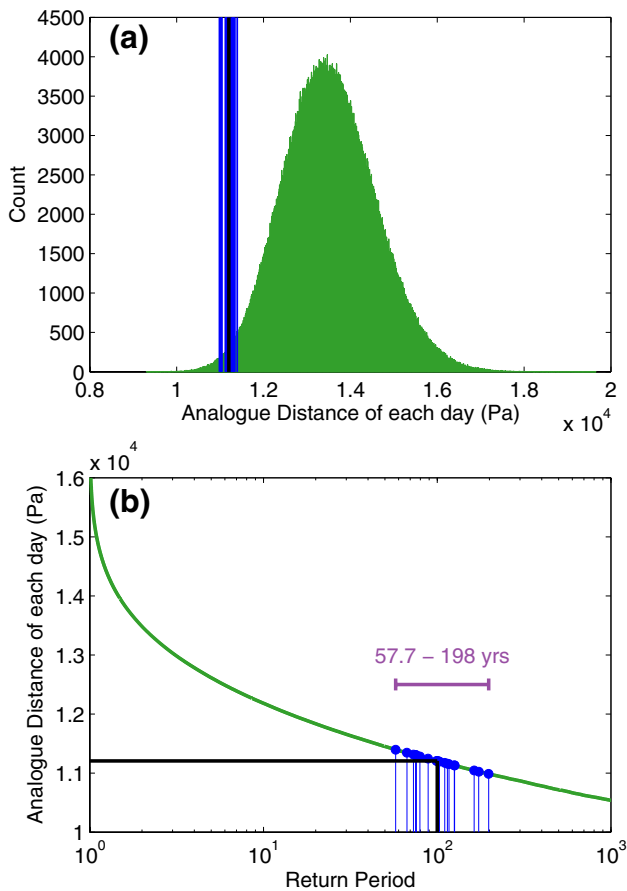 (a)
4500
4000
3500
3000
2500
2000
1500
1000
500
0
Count
0.8 1 1.2 1.4 1.6 1.8 2
Analogue Distance of each day (Pa)
x 10^4
x 10^4
(b)
1.6
1.5
1.4
1.3
1.2
1.1
1
Analogue Distance of each day (Pa)
57.7 – 198 yrs
10^0 10^1 10^2 10^3
Return Period